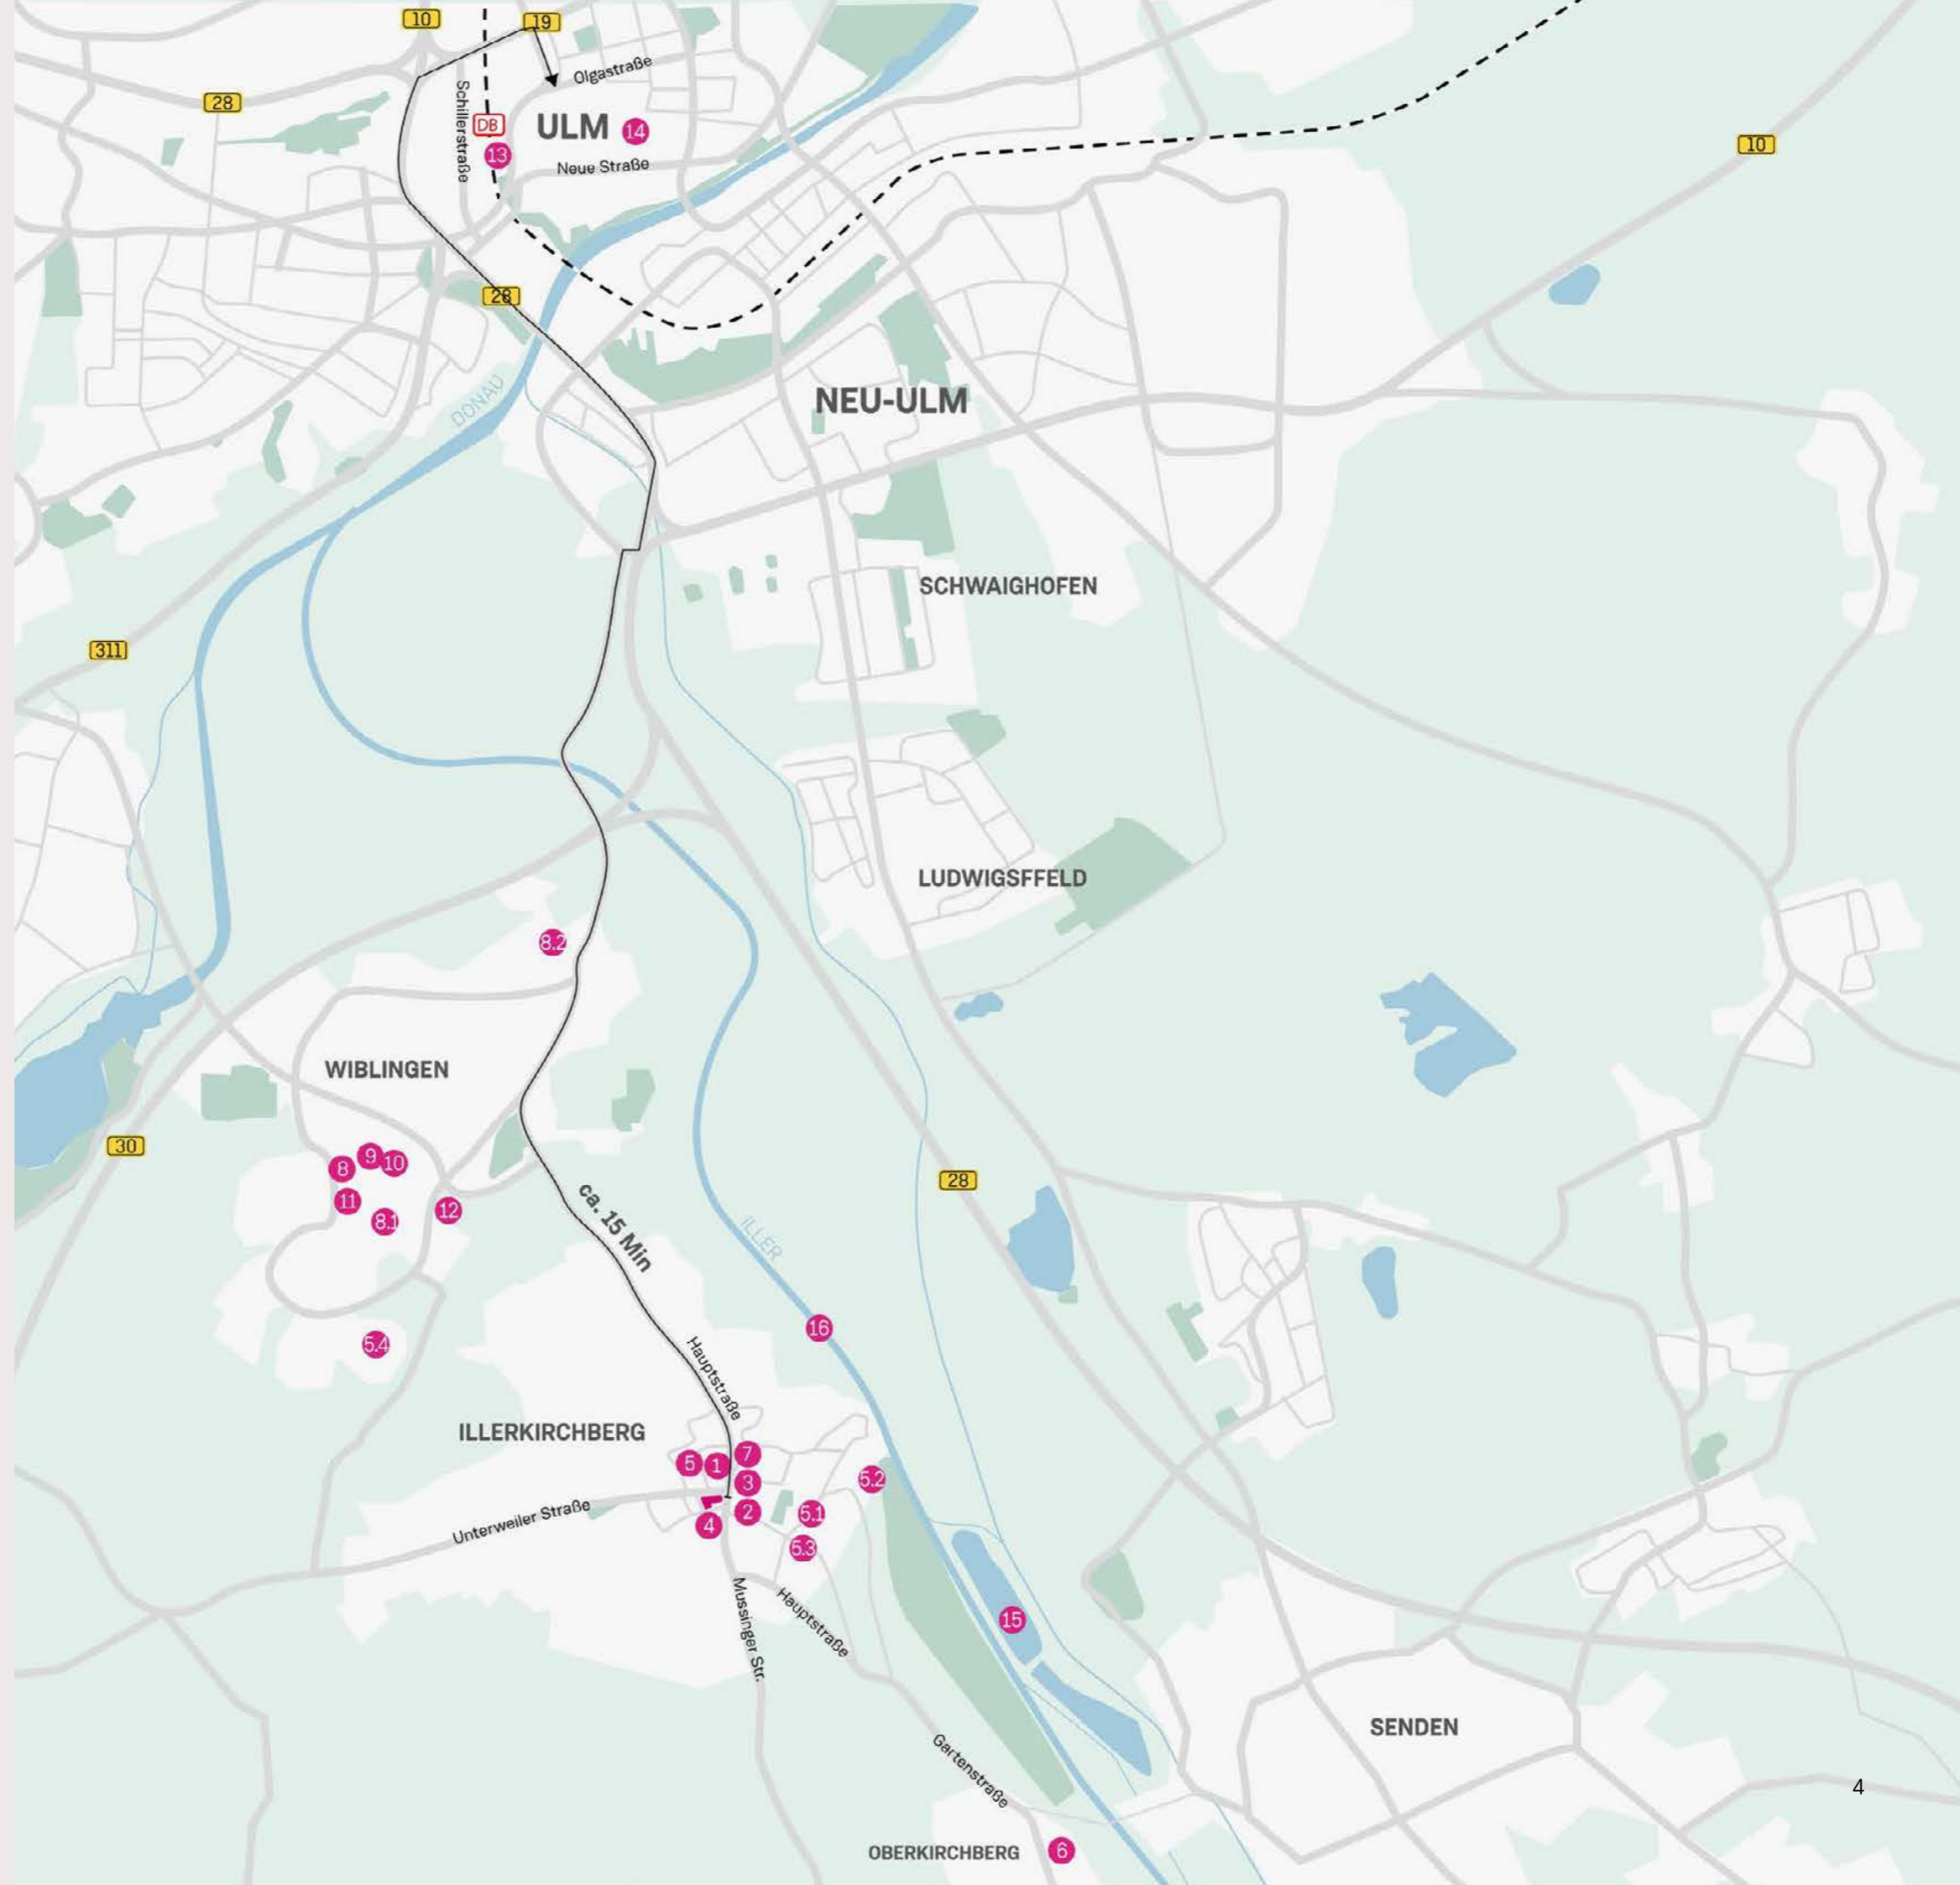 10
19
Olgastraße
28
Schillerstraße
DB
ULM
14
13
Neue Straße
10
28
DONAU
NEU-ULM
SCHWAIGHOFEN
311
LUDWIGSFFELD
8.2
WIBLINGEN
30
9
10
8
28
11
12
8.1
ca. 15 Min
ILLER
16
5.4
Hauptstraße
ILLERKIRCHBERG
7
5
1
5.2
3
2
5.1
4
Unterweiler Straße
5.3
15
Mussinger Str.
Hauptstraße
SENDEN
Gartenstraße
4
OBERKIRCHBERG
6